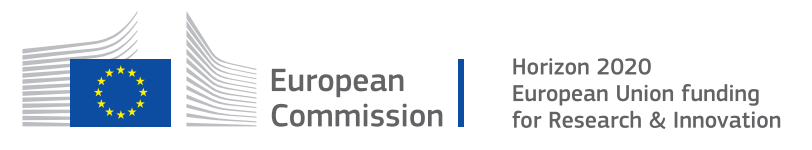 European
Commission
Horizon 2020
European Union funding
for Research & Innovation